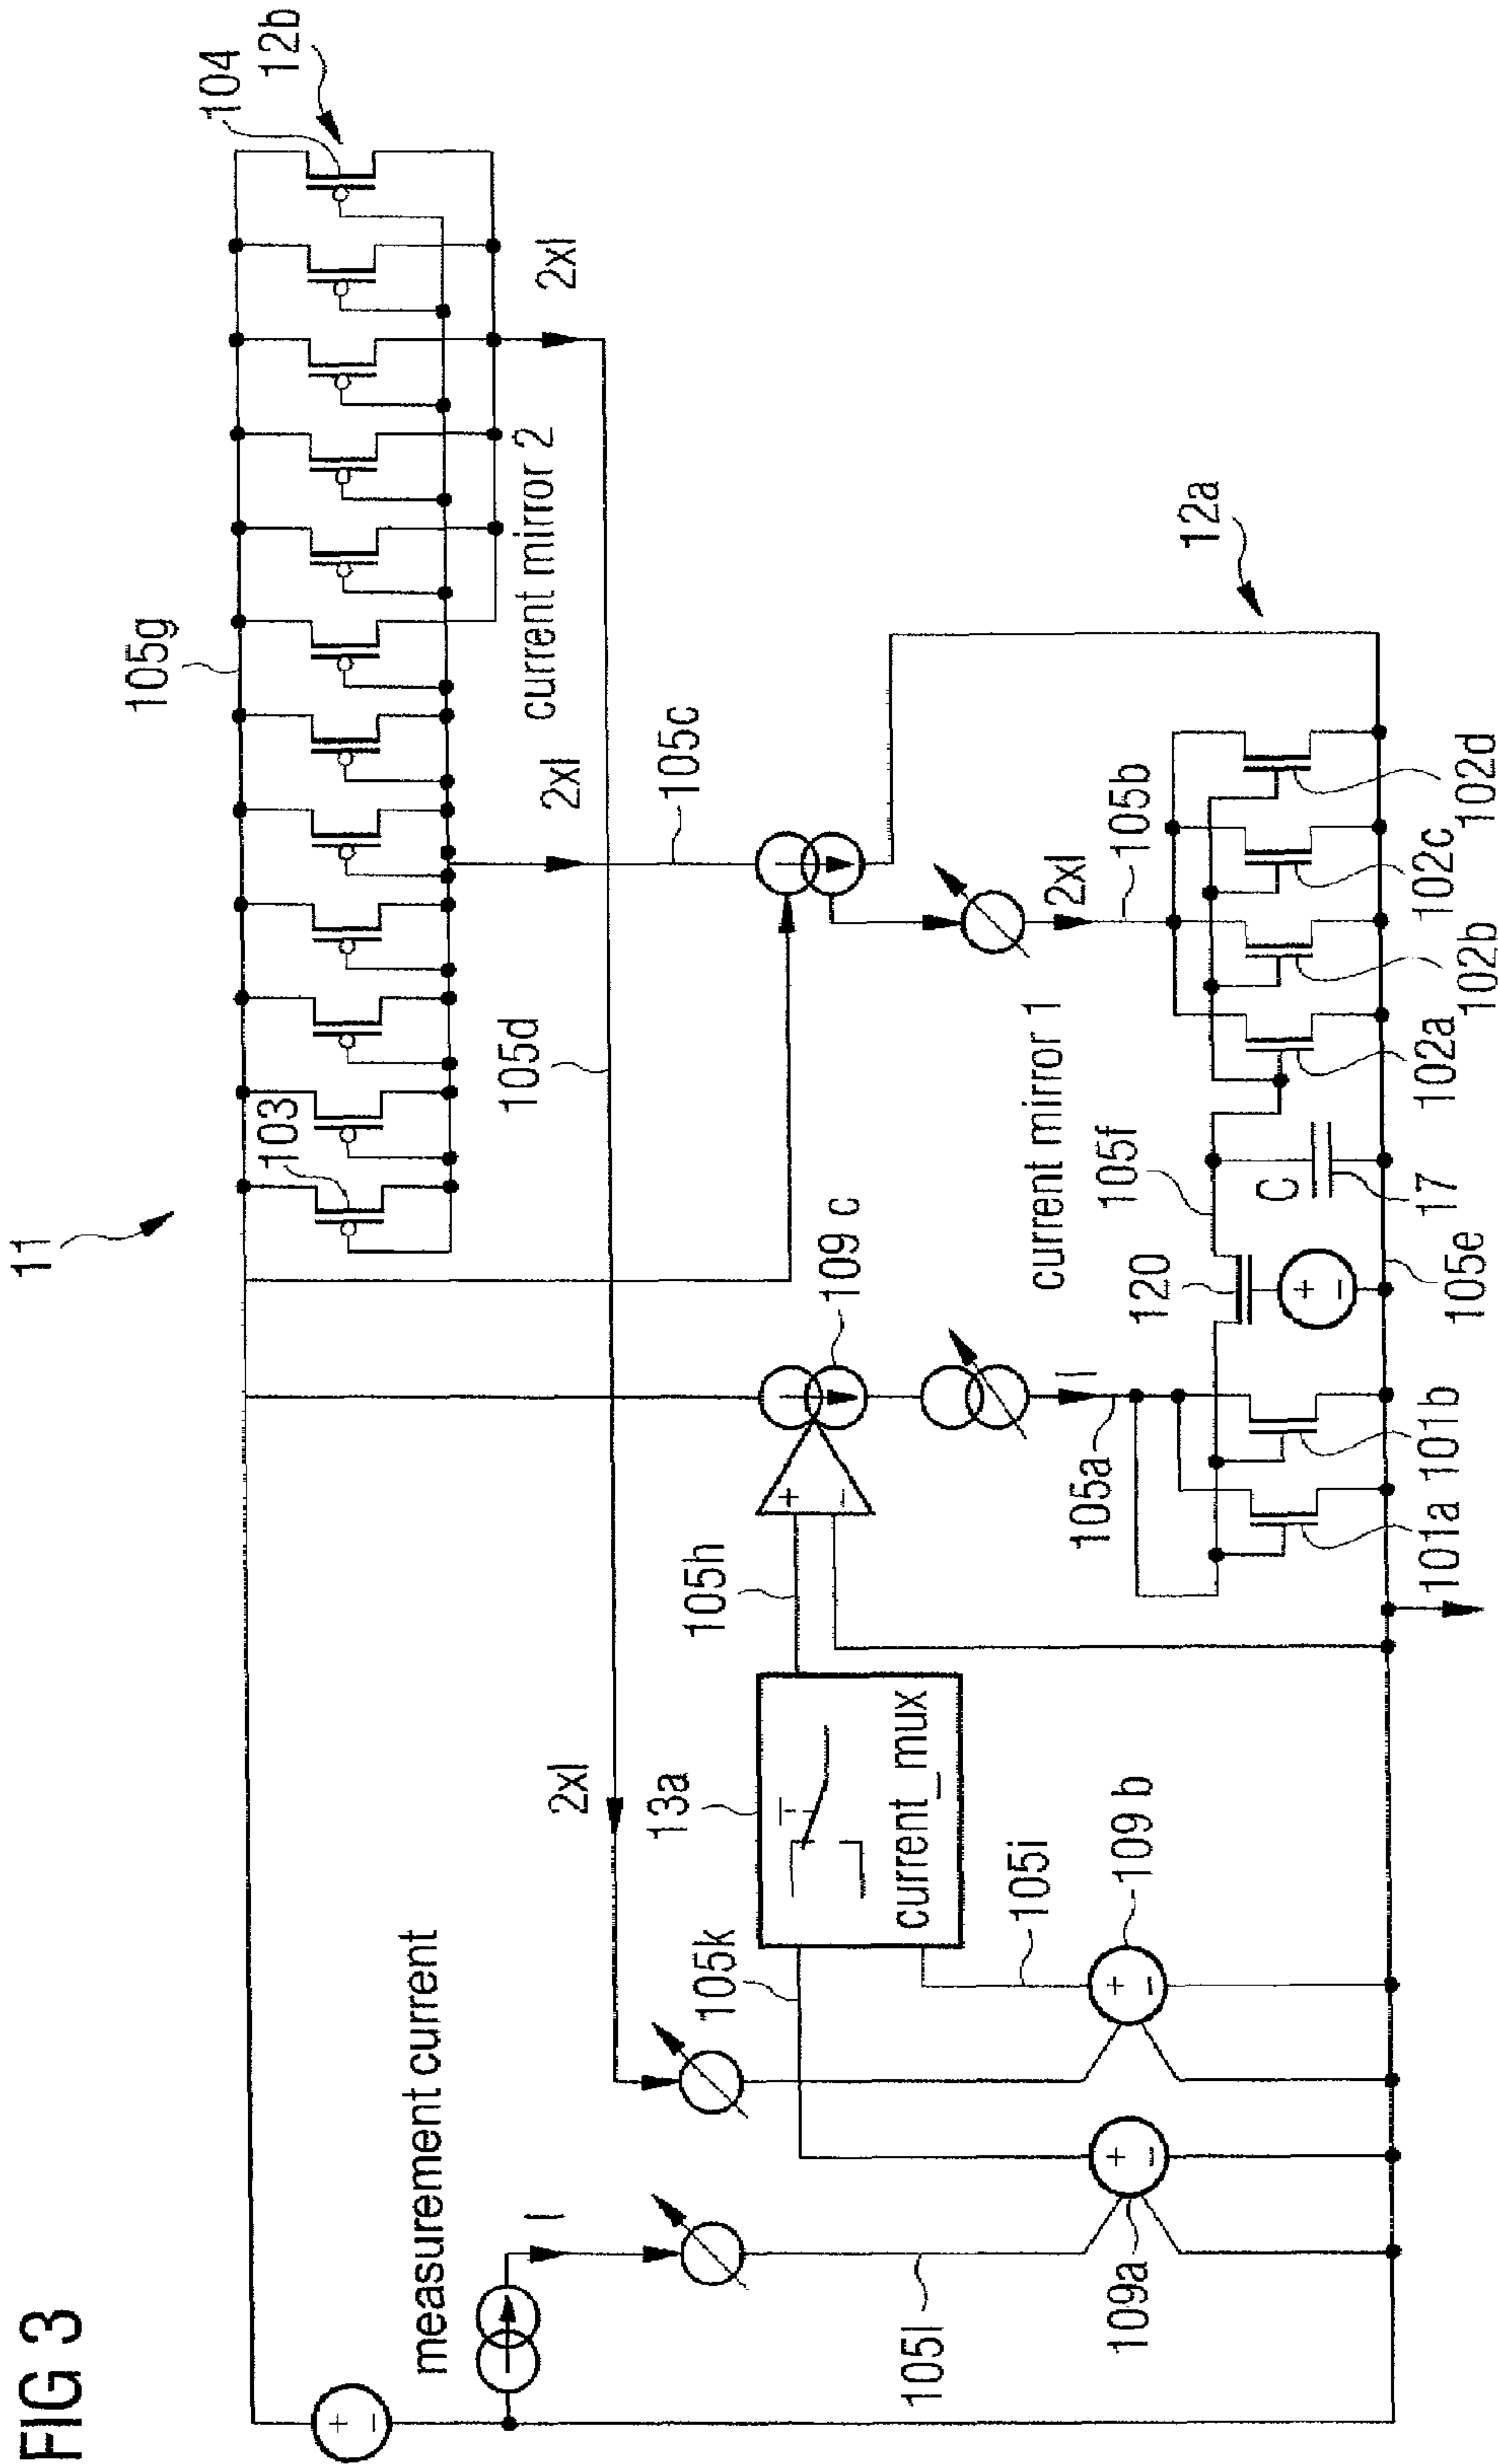 FIG 3
11
103
105g
104
12b
current mirror 2
2xI
2xI
105d
105c
measurement current
I
2xI
13a
current_mux
105k
105h
109 c
105l
109a
105i
109 b
I
105a
101a
101b
120
105e
105f
C
17
current mirror 1
2xI
105b
102a
102b
102c
102d
12a
+
−
+
−
+
−
+
−
+
−